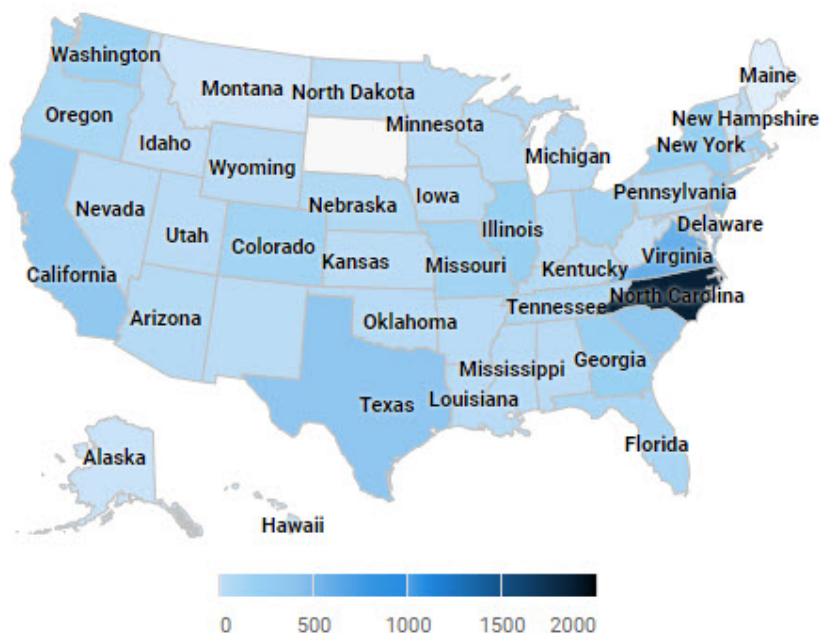 Washington
Maine
Montana
North Dakota
Oregon
New Hampshire
Minnesota
Idaho
New York
Michigan
Wyoming
Pennsylvania
Iowa
Nebraska
Nevada
Delaware
Illinois
Utah
Colorado
Virginia
Kansas
Missouri
California
Kentucky
North Carolina
Tennessee
Arizona
Oklahoma
Georgia
Mississippi
Louisiana
Texas
Florida
Alaska
Hawaii
0 500 1000 1500 2000